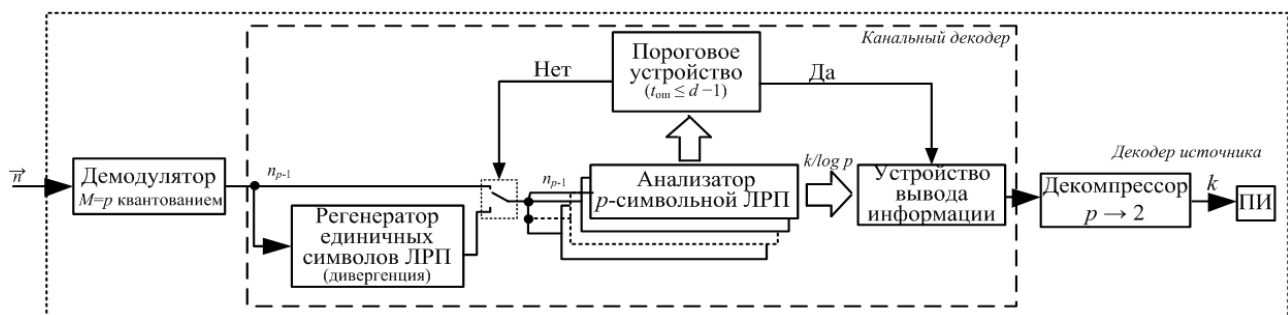 Канальный декодер
Пороговое
устройство
(tош ≤ d −1)
Нет
Да
Декодер источника
n⃗
Демодулятор
M=p квантованием
np-1
Регенератор
единичных
символов ЛРП
(дивергенция)
np-1
Анализатор
p-символьной ЛРП
k/log p
Устройство
вывода
информации
Декомпрессор
p → 2
k
ПИ